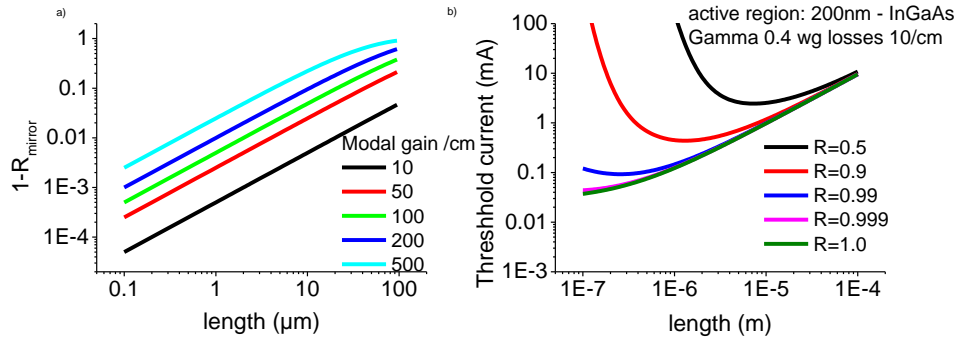 a)
1
0.1
0.01
1E-3
1E-4
1-Rmirror
0.1
1
10
100
length (µm)
Modal gain /cm
10
50
100
200
500
b)
active region: 200nm - InGaAs
Gamma 0.4 wg losses 10/cm
100
10
1
0.1
0.01
1E-3
Threshhold current (mA)
1E-7
1E-6
1E-5
1E-4
length (m)
R=0.5
R=0.9
R=0.99
R=0.999
R=1.0